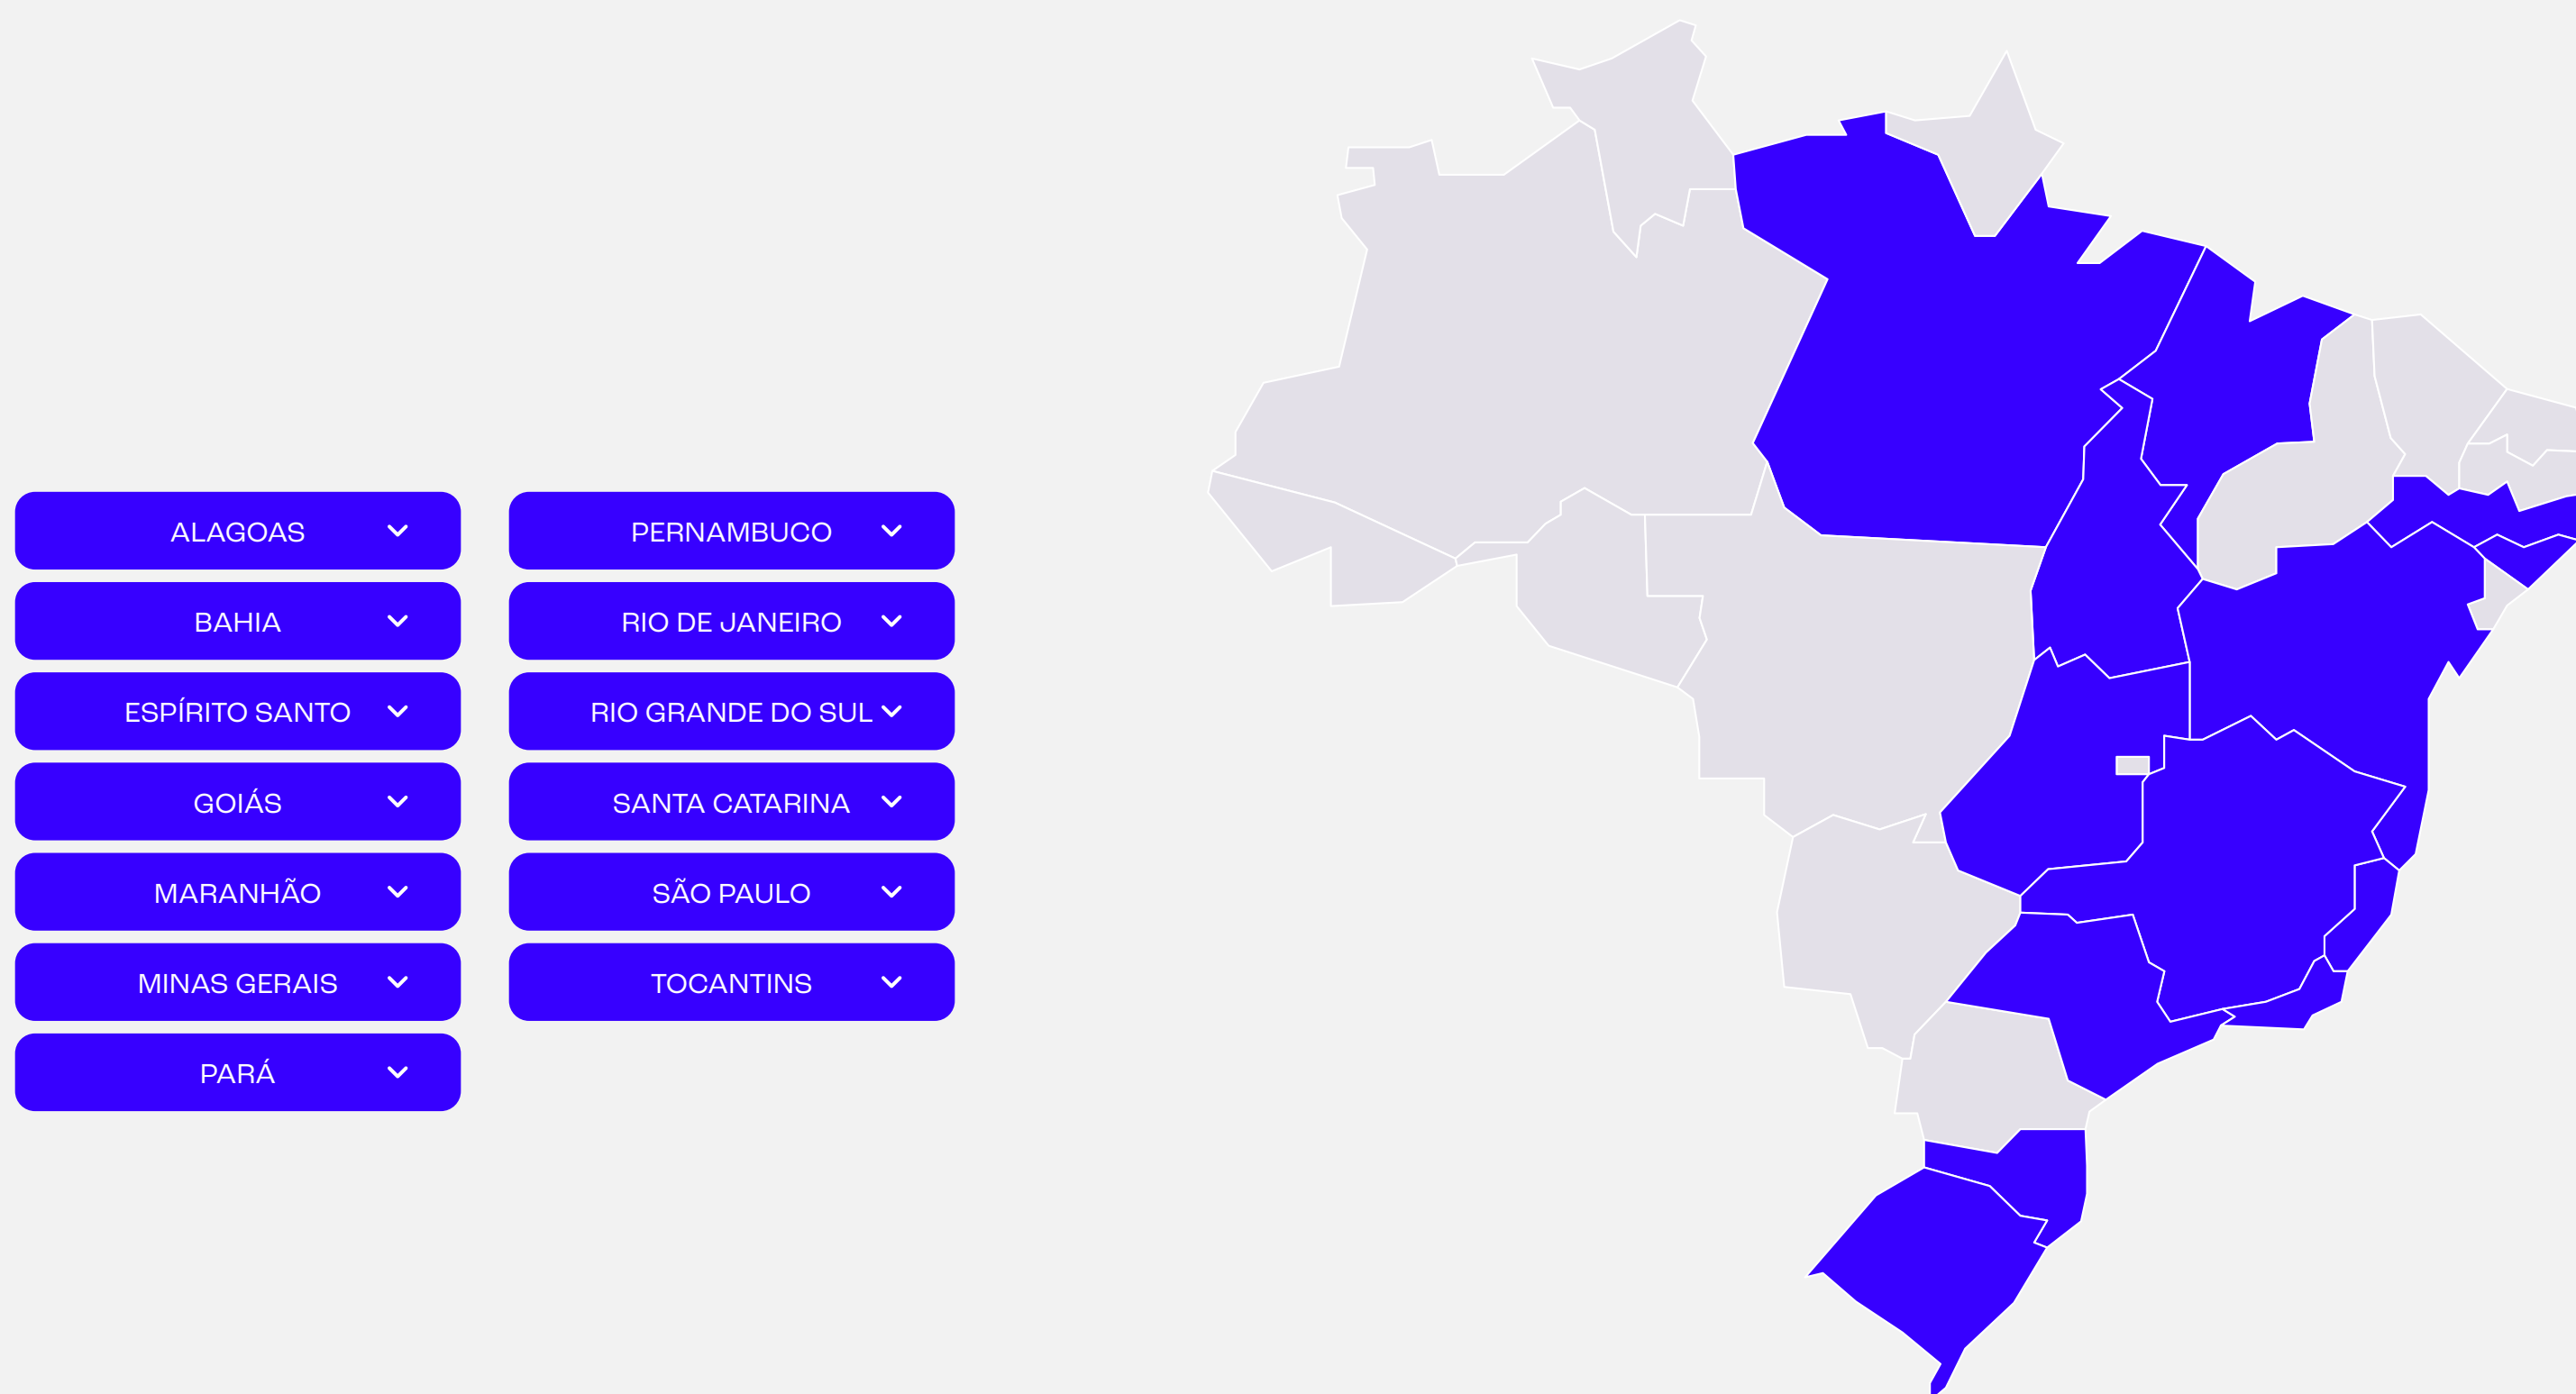 ALAGOAS
BAHIA
ESPÍRITO SANTO
GOIÁS
MARANHÃO
MINAS GERAIS
PARÁ
PERNAMBUCO
RIO DE JANEIRO
RIO GRANDE DO SUL
SANTA CATARINA
SÃO PAULO
TOCANTINS